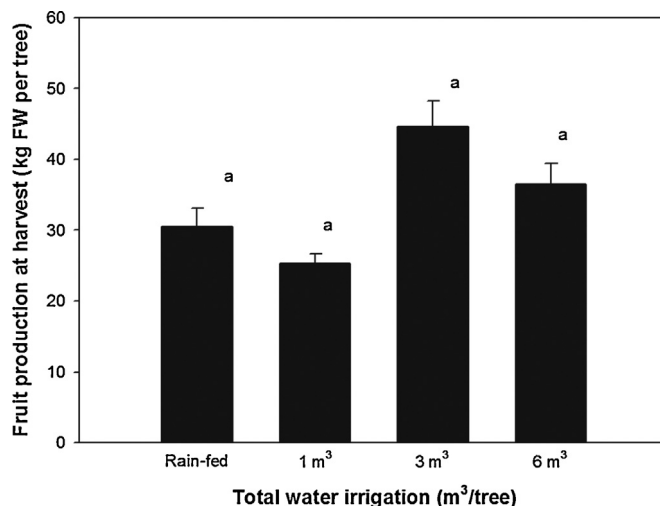 Fruit production at harvest (kg FW per tree)
60
50
40
30
20
10
0
a
a
a
a
Rain-fed 1 m³ 3 m³ 6 m³
Total water irrigation (m³/tree)